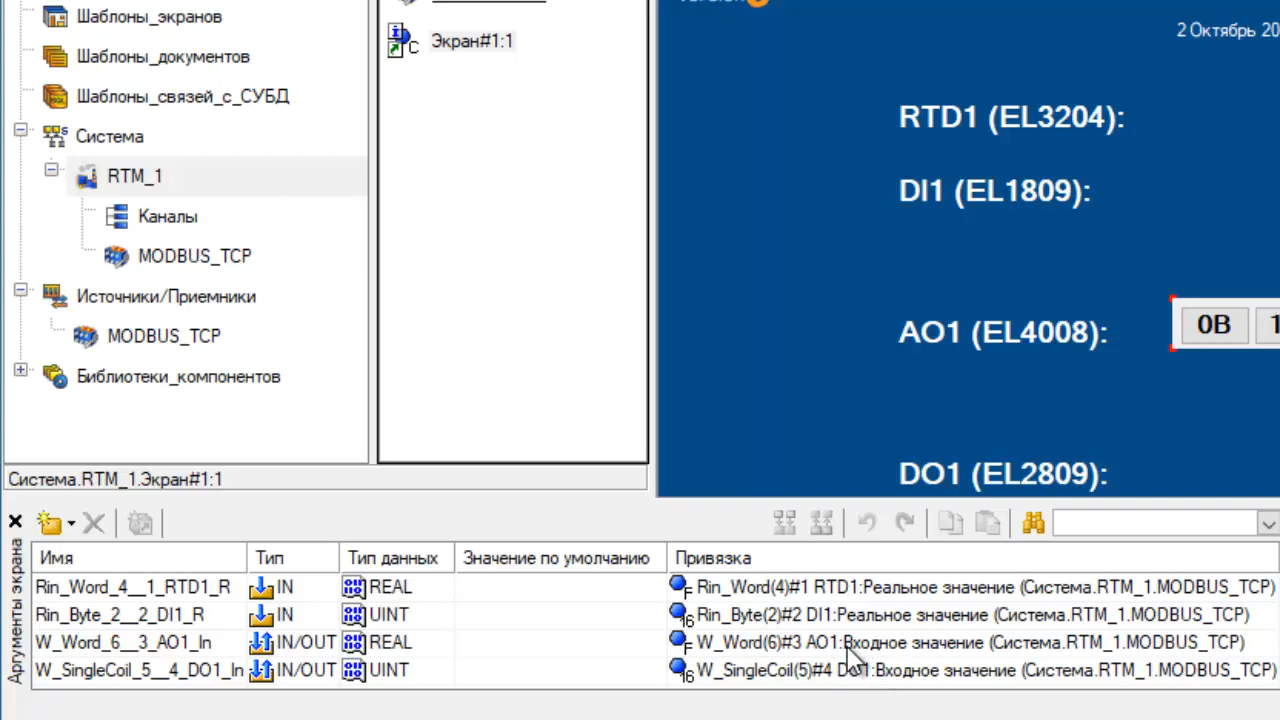 Шаблоны_экранов
Шаблоны_документов
Шаблоны_связей_с_СУБД
Система
RTM_1
Каналы
MODBUS_TCP
Источники/Приемники
MODBUS_TCP
Библиотеки_компонентов
Система.RTM_1.Экран#1:1
Экран#1:1
2 Октябрь 20
RTD1 (EL3204):
DI1 (EL1809):
AO1 (EL4008):
0В 1
DO1 (EL2809):
Аргументы экрана
Имя Тип Тип данных Значение по умолчанию Привязка
Rin_Word_4__1_RTD1_R IN REAL Rin_Word(4)#1 RTD1:Реальное значение (Система.RTM_1.MODBUS_TCP)
Rin_Byte_2__2_DI1_R IN UINT Rin_Byte(2)#2 DI1:Реальное значение (Система.RTM_1.MODBUS_TCP)
W_Word_6__3_AO1_In IN/OUT REAL W_Word(6)#3 AO1:Входное значение (Система.RTM_1.MODBUS_TCP)
W_SingleCoil_5__4_DO1_In IN/OUT UINT W_SingleCoil(5)#4 DO1:Входное значение (Система.RTM_1.MODBUS_TCP)